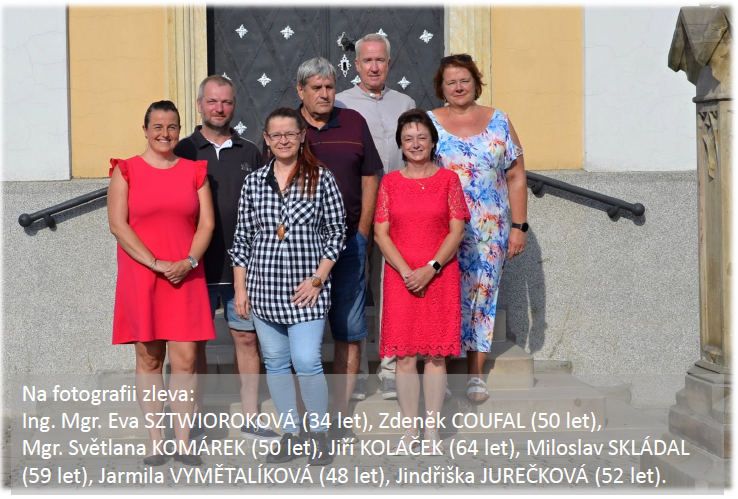 Na fotografii zleva:
Ing. Mgr. Eva SZTWIOROKOVÁ (34 let), Zdeněk COUFAL (50 let),
Mgr. Světlana KOMÁREK (50 let), Jiří KOLÁČEK (64 let), Miloslav SKLÁDAL
(59 let), Jarmila VYMĚTALÍKOVÁ (48 let), Jindřiška JUREČKOVÁ (52 let).